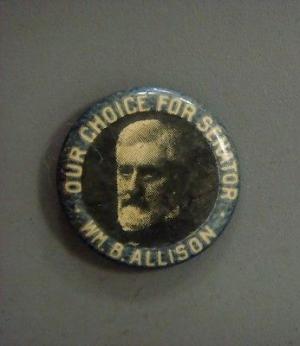 OUR CHOICE FOR SENATOR
WM. B. ALLISON